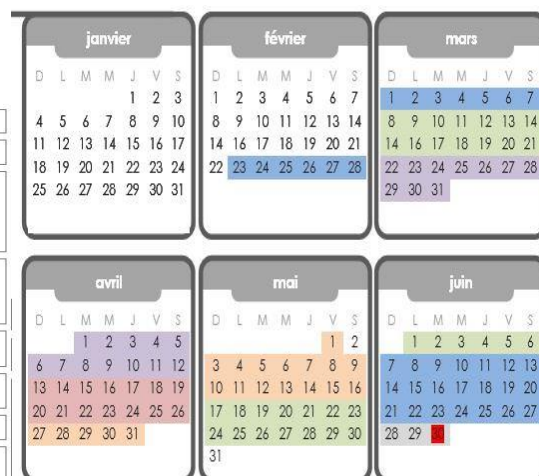 janvier
D L M M J V S
1 2 3
4 5 6 7 8 9 10
11 12 13 14 15 16 17
18 19 20 21 22 23 24
25 26 27 28 29 30 31
février
D L M M J V S
1 2 3 4 5 6 7
8 9 10 11 12 13 14
14 16 17 18 19 20 21
22 23 24 25 26 27 28
mars
D L M M J V S
1 2 3 4 5 6 7
8 9 10 11 12 13 14
14 16 17 18 19 20 21
22 23 24 25 26 27 28
29 30 31
avril
D L M M J V S
1 2 3 4 5
6 7 8 9 10 11 12
13 14 15 16 17 18 19
20 21 22 23 24 25 26
27 28 29 30 31
mai
D L M M J V S
1 2
3 4 5 6 7 8 9
10 11 12 13 14 15 16
17 18 19 20 21 22 23
24 25 26 27 28 29 30
31
juin
D L M M J V S
1 2 3 4 5 6
7 8 9 10 11 12 13
14 15 16 17 18 19 20
21 22 23 24 25 26 27
28 29 30